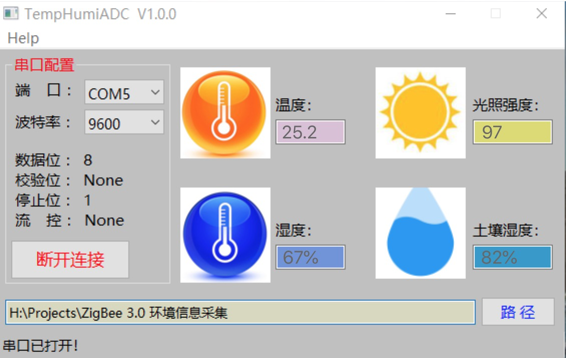 TempHumiADC V1.0.0
Help
串口配置
端 口： COM5
波特率： 9600
数据位： 8
校验位： None
停止位： 1
流 控： None
断开连接
温度：
25.2
光照强度：
97
湿度：
67%
土壤湿度：
82%
H:\Projects\ZigBee 3.0 环境信息采集
路 径
串口已打开！